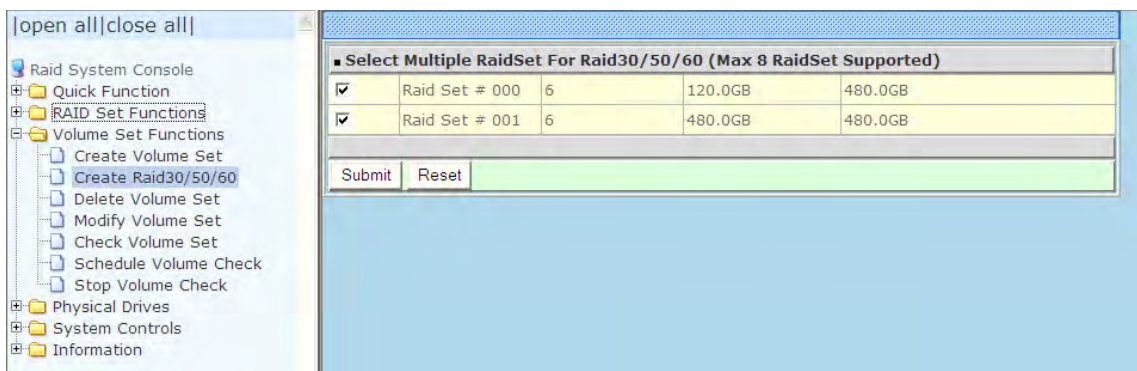 |open all|close all|
Raid System Console
Quick Function
RAID Set Functions
Volume Set Functions
Create Volume Set
Create Raid30/50/60
Delete Volume Set
Modify Volume Set
Check Volume Set
Schedule Volume Check
Stop Volume Check
Physical Drives
System Controls
Information
Select Multiple RaidSet For Raid30/50/60 (Max 8 RaidSet Supported)
Raid Set # 000 6 120.0GB 480.0GB
Raid Set # 001 6 480.0GB 480.0GB
Submit Reset